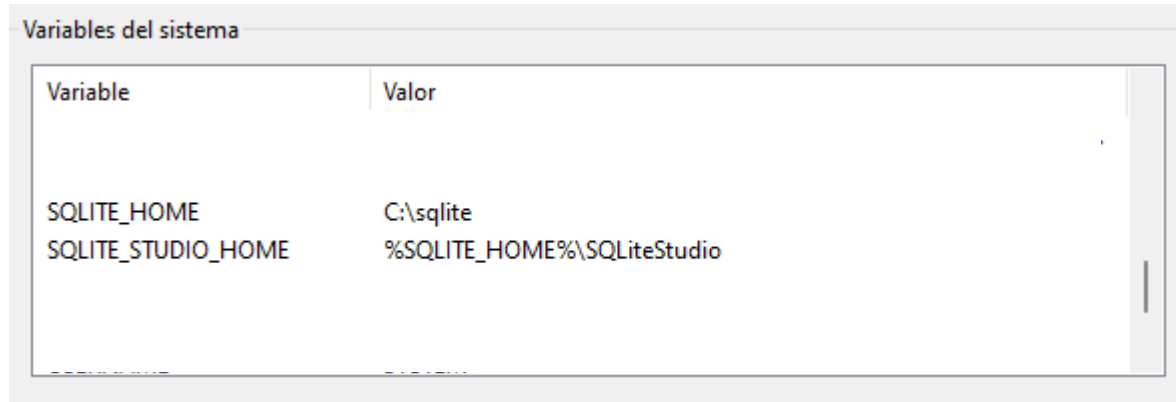 Variables del sistema
Variable Valor
SQLITE_HOME C:\sqlite
SQLITE_STUDIO_HOME %SQLITE_HOME%\SQLiteStudio